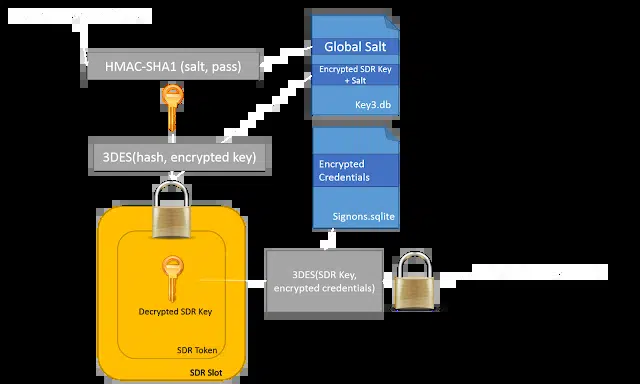 Global Salt
HMAC-SHA1 (salt, pass)
Encrypted SDR Key
+ Salt
Key3.db
3DES(hash, encrypted key)
Encrypted
Credentials
Signons.sqlite
3DES(SDR Key,
encrypted credentials)
Decrypted SDR Key
SDR Token
SDR Slot